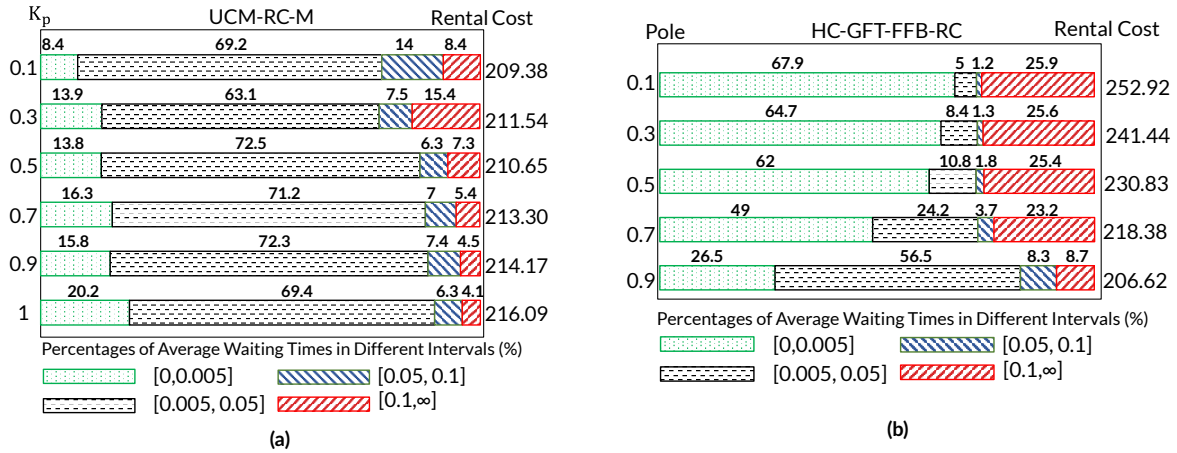 K_p UCM-RC-M Rental Cost
8.4 69.2 14 8.4
0.1 209.38
13.9 63.1 7.5 15.4
0.3 211.54
13.8 72.5 6.3 7.3
0.5 210.65
16.3 71.2 7 5.4
0.7 213.30
15.8 72.3 7.4 4.5
0.9 214.17
20.2 69.4 6.3 4.1
1 216.09
Percentages of Average Waiting Times in Different Intervals (%)
[0,0.005] [0.05, 0.1]
[0.005, 0.05] [0.1,∞]
(a)
Pole HC-GFT-FFB-RC Rental Cost
67.9 5 1.2 25.9
0.1 252.92
64.7 8.4 1.3 25.6
0.3 241.44
62 10.8 1.8 25.4
0.5 230.83
49 24.2 3.7 23.2
0.7 218.38
26.5 56.5 8.3 8.7
0.9 206.62
Percentages of Average Waiting Times in Different Intervals (%)
[0,0.005] [0.05, 0.1]
[0.005, 0.05] [0.1,∞]
(b)